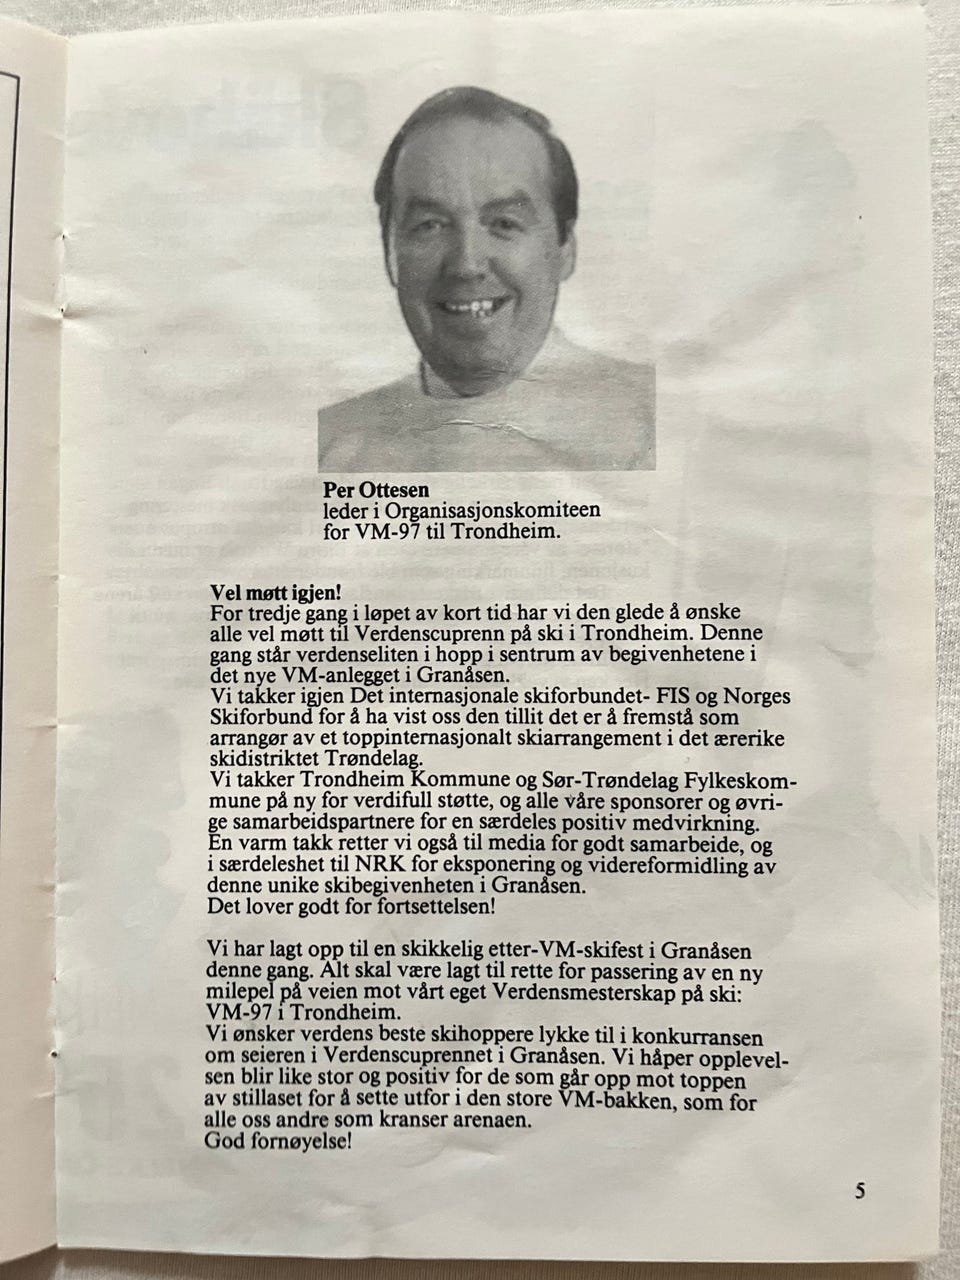 Per Ottesen
leder i Organisasjonskomiteen
for VM-97 til Trondheim.
Vel møtt igjen!
For tredje gang i løpet av kort tid har vi den glede å ønske
alle vel møtt til Verdenscuprenn på ski i Trondheim. Denne
gang står verdenseliten i hopp i sentrum av begivenhetene i
det nye VM-anlegget i Granåsen.
Vi takker igjen Det internasjonale skiforbundet- FIS og Norges
Skiforbund for å ha vist oss den tillit det er å fremstå som
arrangør av et toppinternasjonalt skiarrangement i det ærerike
skidistriktet Trøndelag.
Vi takker Trondheim Kommune og Sør-Trøndelag Fylkeskom-
mune på ny for verdifull støtte, og alle våre sponsorer og øvri-
ge samarbeidspartnere for en særdeles positiv medvirkning.
En varm takk retter vi også til media for godt samarbeide, og
i særdeleshet til NRK for eksponering og videreformidling av
denne unike skibegivenheten i Granåsen.
Det lover godt for fortsettelsen!
Vi har lagt opp til en skikkelig etter-VM-skifest i Granåsen
denne gang. Alt skal være lagt til rette for passering av en ny
milepel på veien mot vårt eget Verdensmesterskap på ski:
VM-97 i Trondheim.
Vi ønsker verdens beste skihoppere lykke til i konkurransen
om seieren i Verdenscuprennet i Granåsen. Vi håper opplevel-
sen blir like stor og positiv for de som går opp mot toppen
av stillaset for å sette utfor i den store VM-bakken, som for
alle oss andre som kranser arenaen.
God fornøyelse!
5